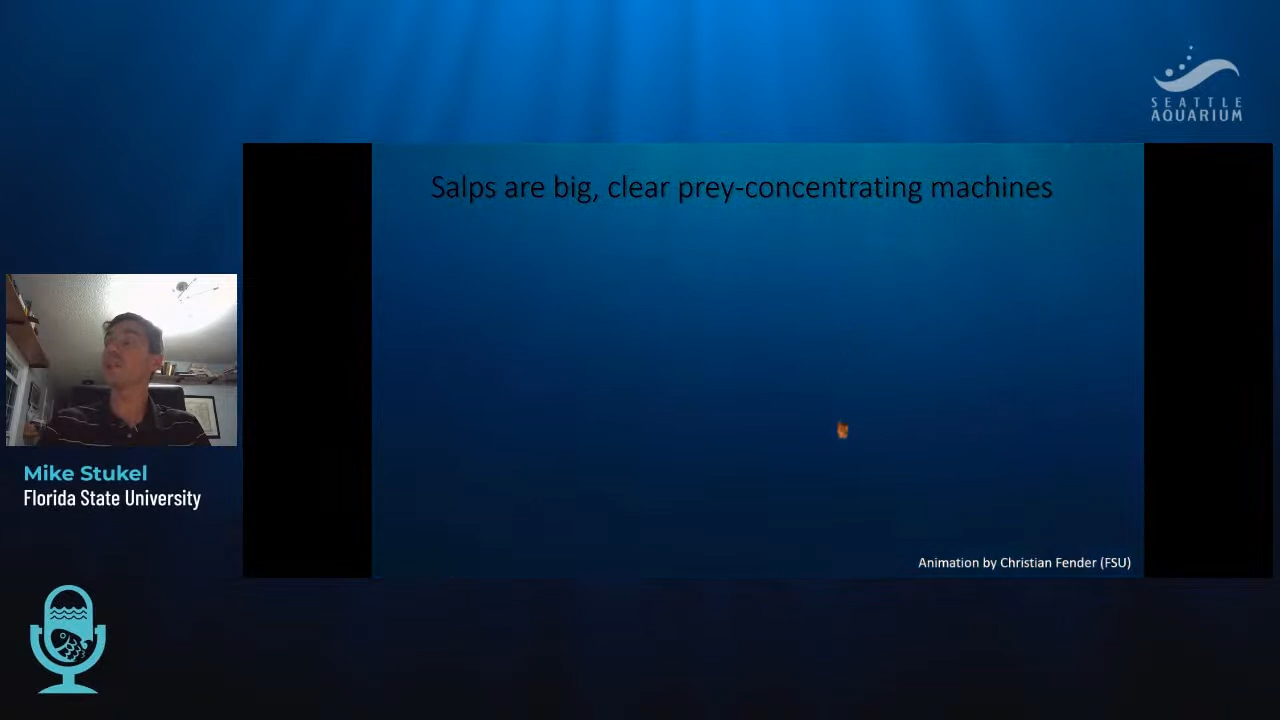 SEATTLE
AQUARIUM
Salps are big, clear prey-concentrating machines
Mike Stukel
Florida State University
Animation by Christian Fender (FSU)